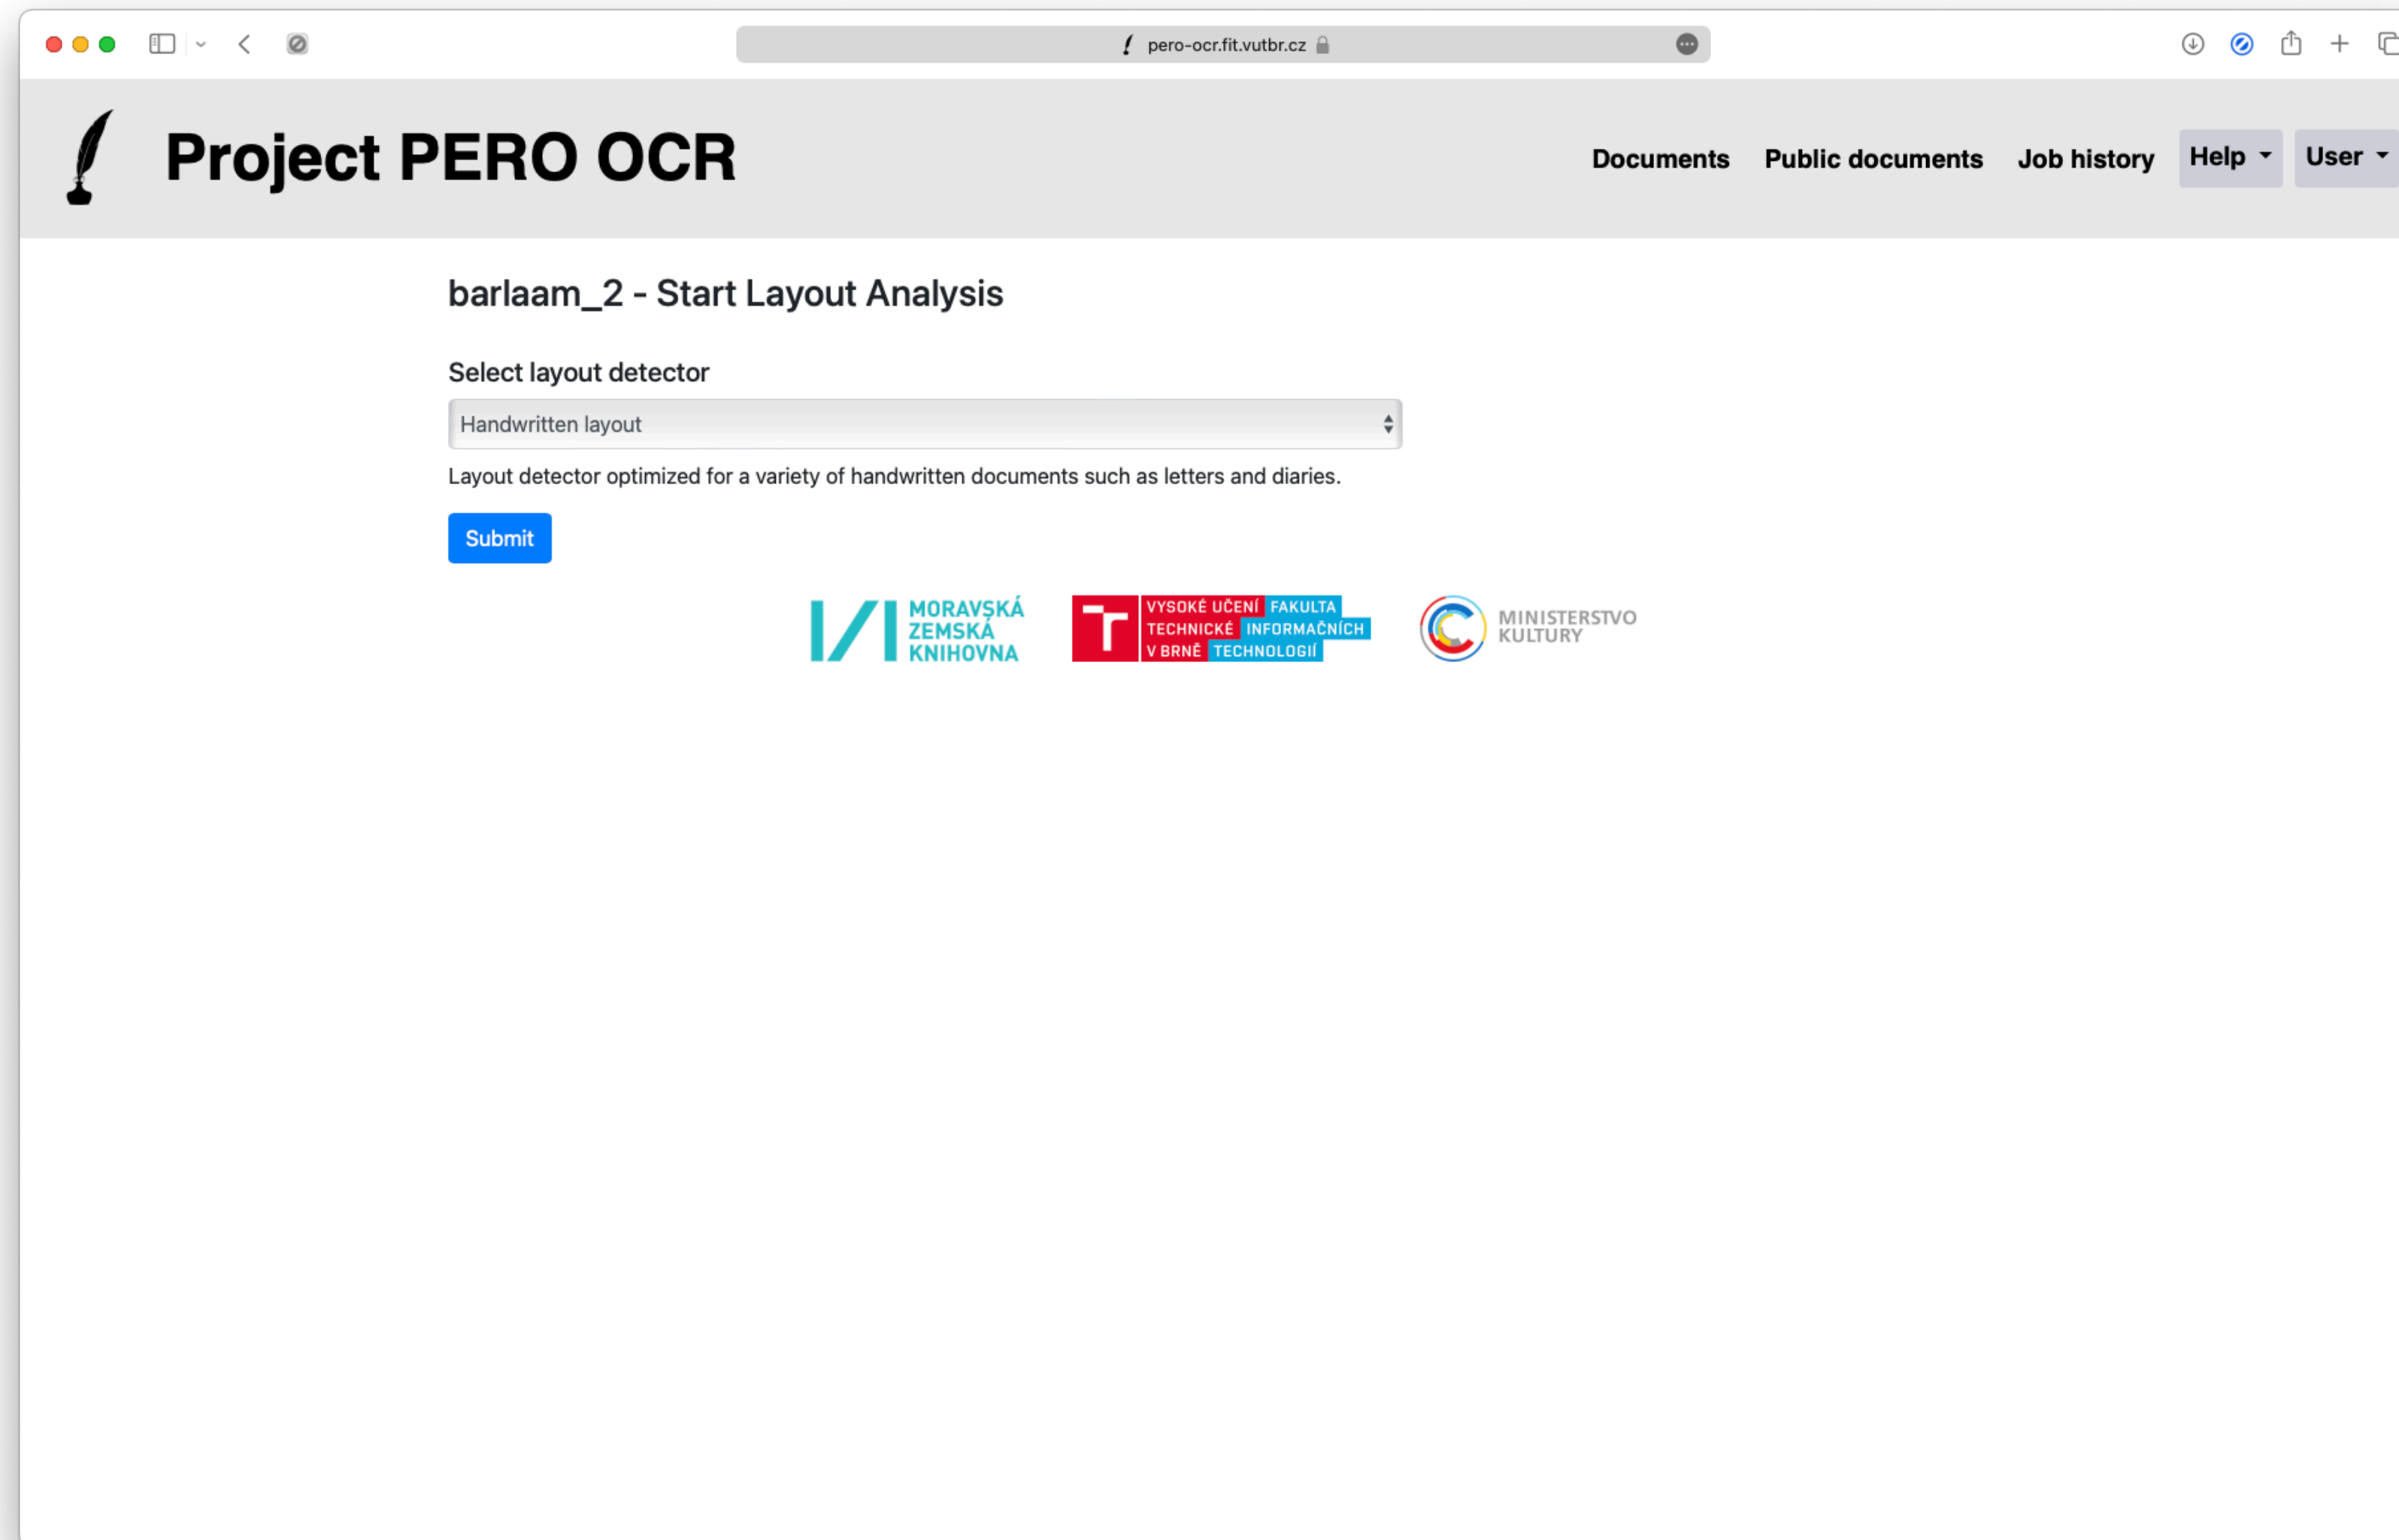 pero-ocr.fit.vutbr.cz
Project PERO OCR
Documents Public documents Job history Help User
barlaam_2 - Start Layout Analysis
Select layout detector
Handwritten layout
Layout detector optimized for a variety of handwritten documents such as letters and diaries.
Submit
MORAVSKÁ
ZEMSKÁ
KNIHOVNA
VYSOKÉ UČENÍ FAKULTA
TECHNICKÉ INFORMAČNÍCH
V BRNĚ TECHNOLOGIÍ
MINISTERSTVO
KULTURY